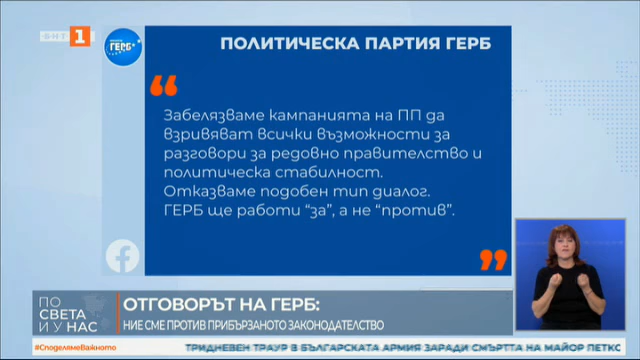 БНТ 1
ГЕРБ
ПОЛИТИЧЕСКА ПАРТИЯ ГЕРБ
“
Забелязваме кампанията на ПП да
взривяват всички възможности за
разговори за редовно правителство и
политическа стабилност.
Отказваме подобен тип диалог.
ГЕРБ ще работи “за”, а не “против”.
”
ПО
СВЕТА
И У НАС
ОТГОВОРЪТ НА ГЕРБ:
НИЕ СМЕ ПРОТИВ ПРИБЪРЗАНОТО ЗАКОНОДАТЕЛСТВО
#СподелямеВажното
ТРИДНЕВЕН ТРАУР В БЪЛГАРСКАТА АРМИЯ ЗАРАДИ СМЪРТТА НА МАЙОР ПЕТКС